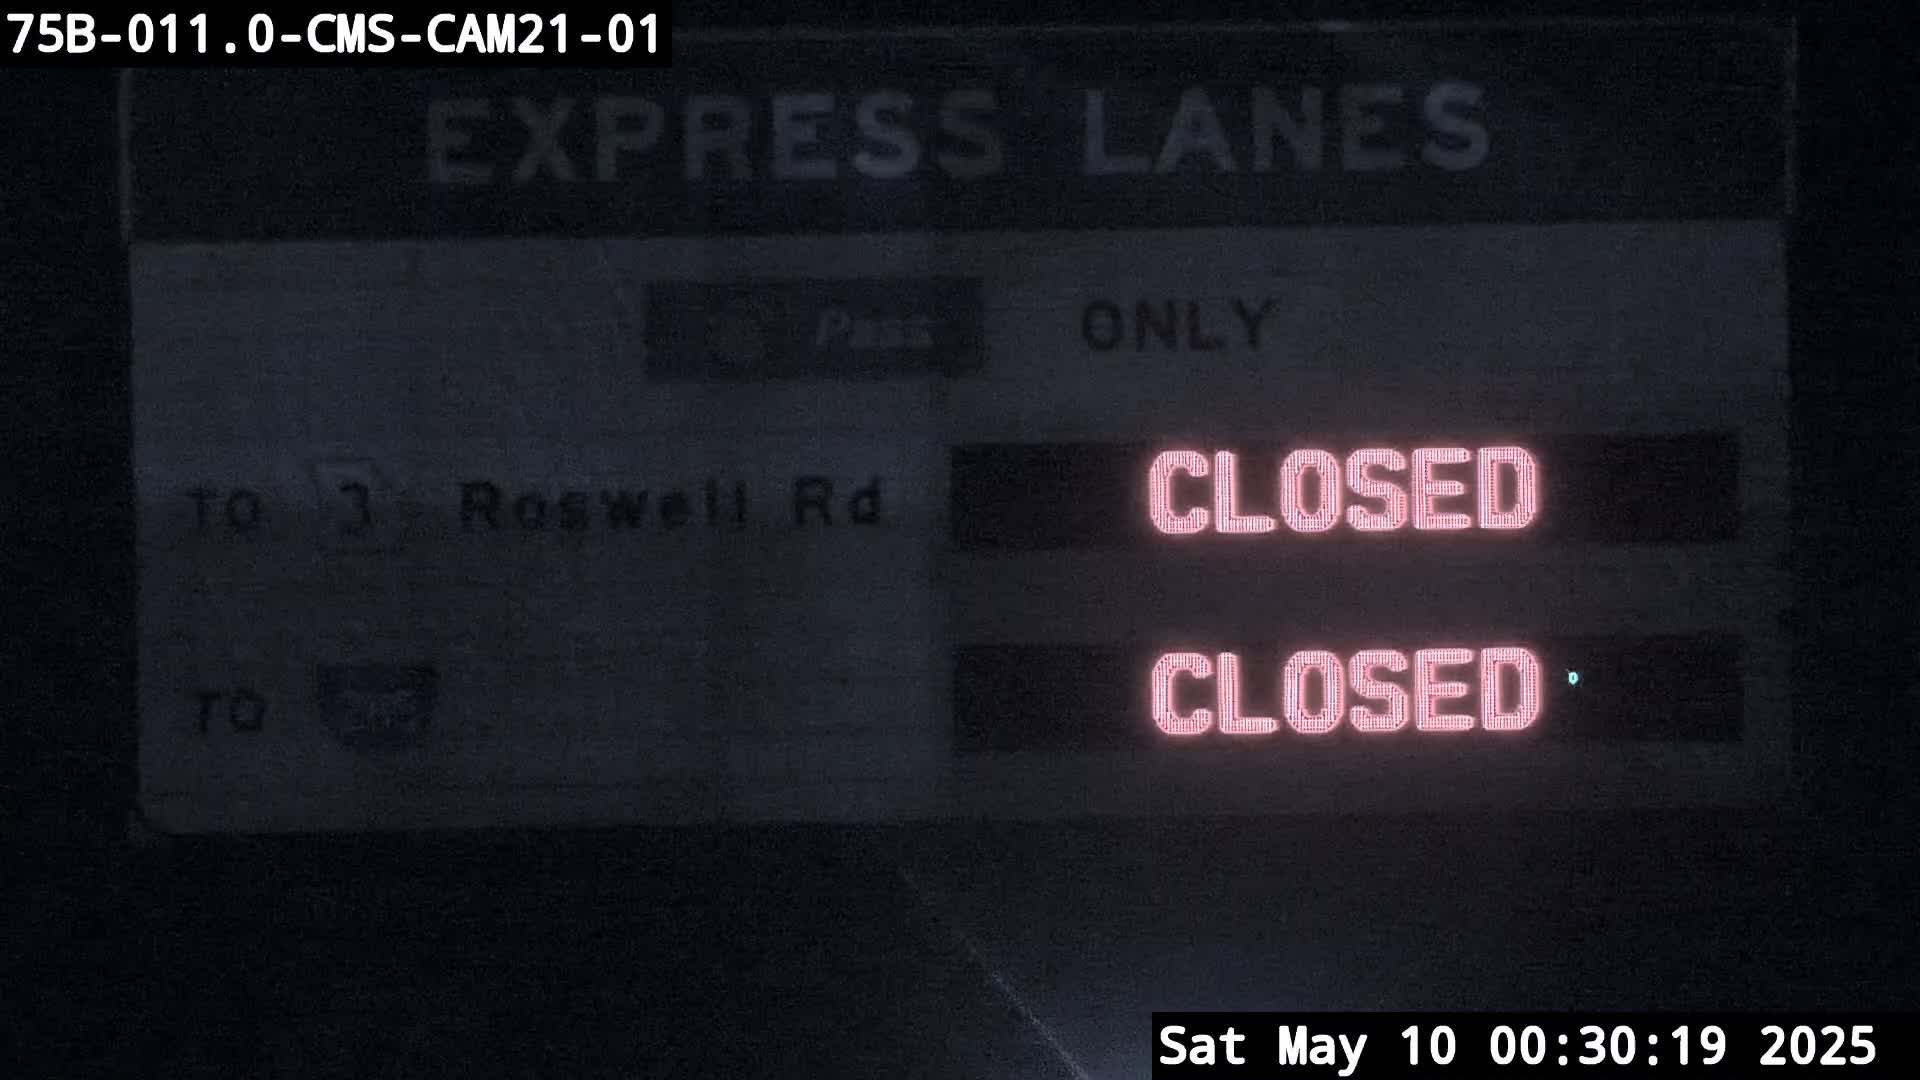 75B-011.0-CMS-CAM21-01
EXPRESS LANES
Pass ONLY
TO 3 Roswell Rd CLOSED
TO CLOSED
Sat May 10 00:30:19 2025